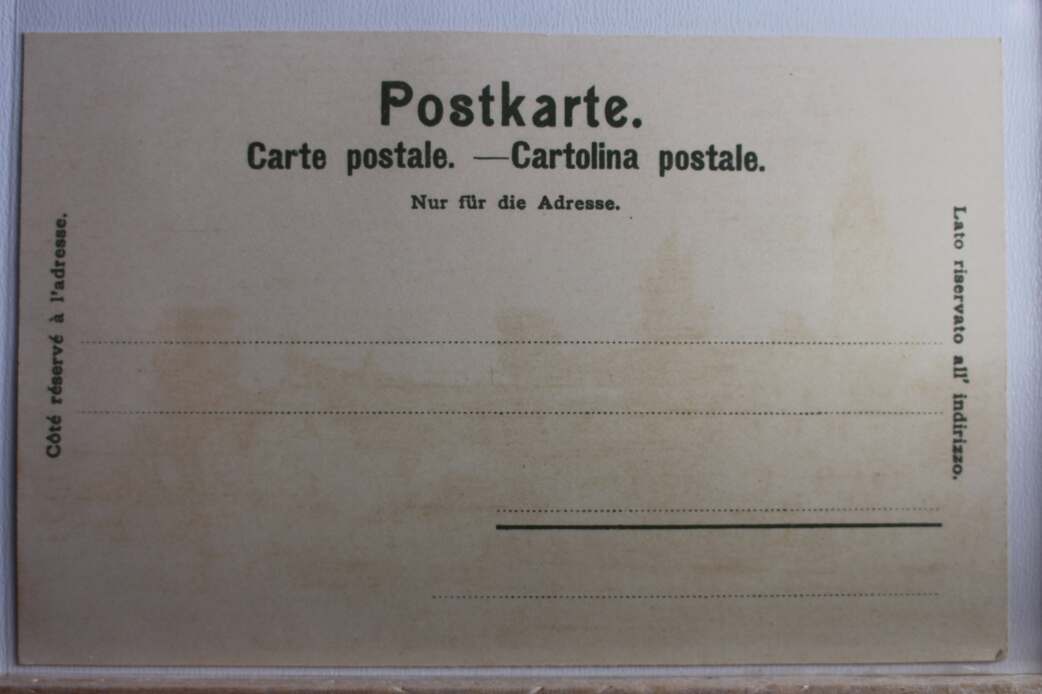 Postkarte.
Carte postale. — Cartolina postale.
Nur für die Adresse.
Côté réservé à l'adresse.
Lato riservato all' indirizzo.